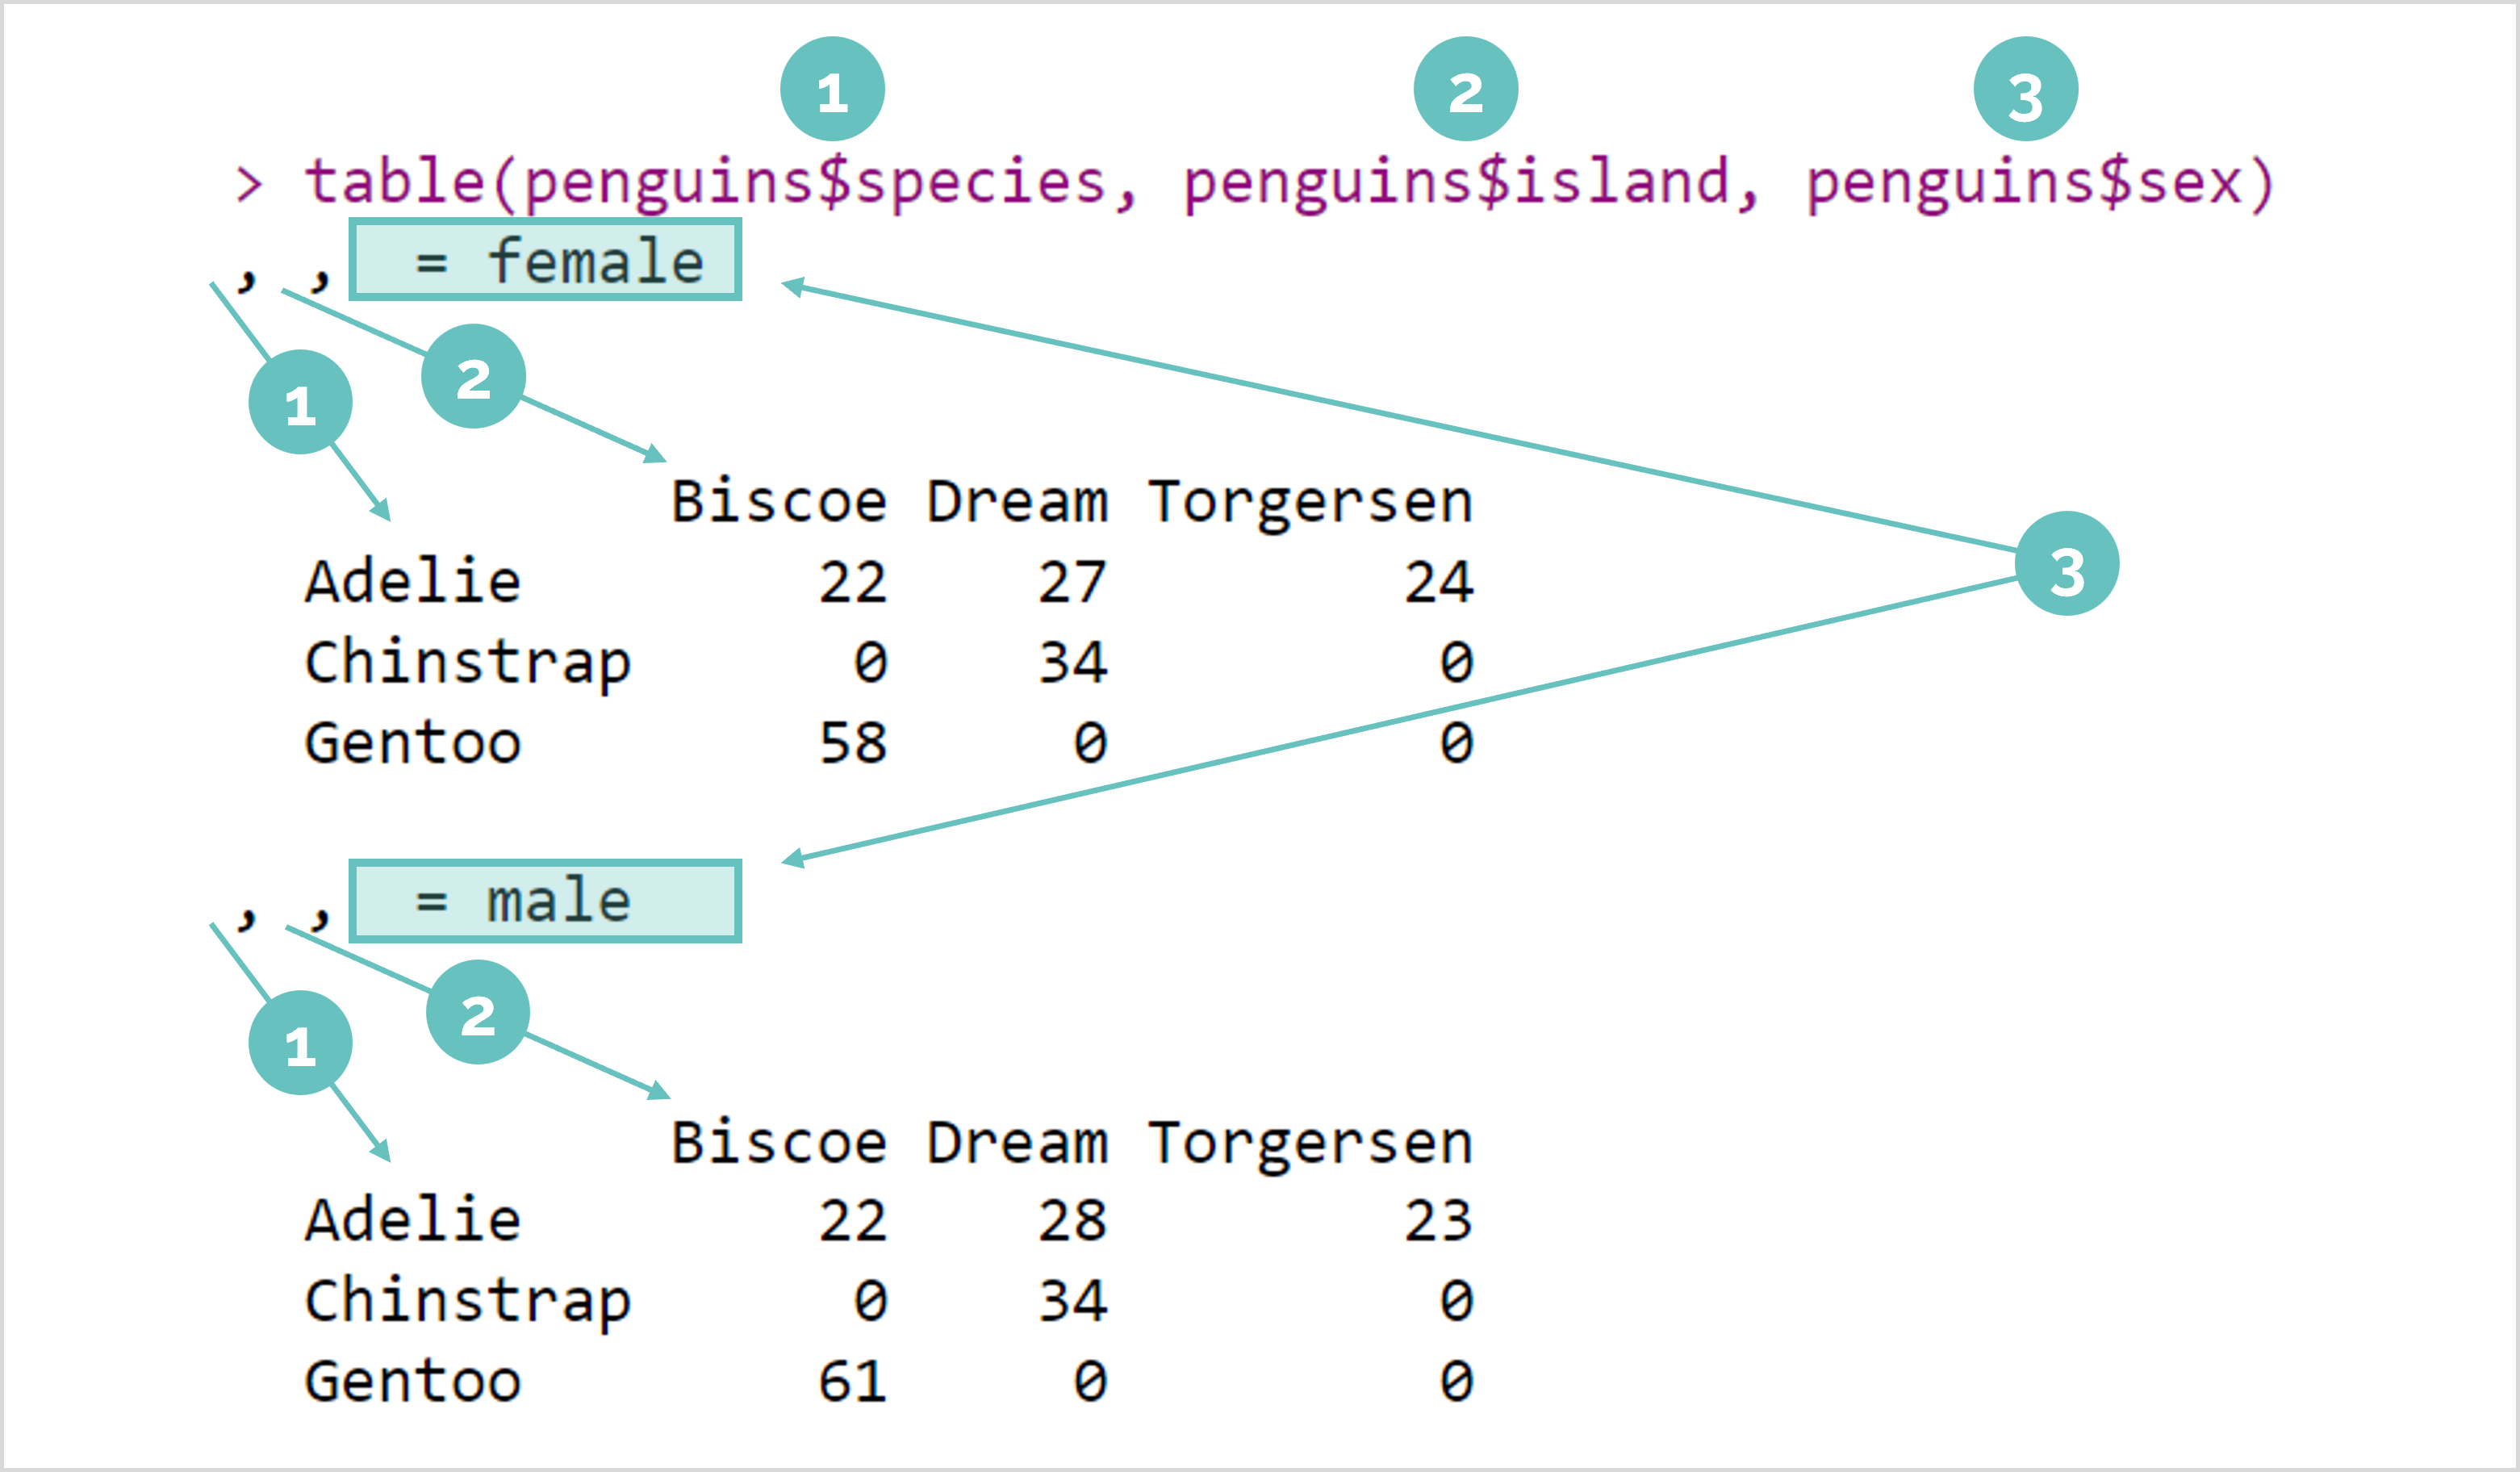 1 2 3
> table(penguins$species, penguins$island, penguins$sex)
, ,  = female
1 2
Biscoe Dream Torgersen
3
Adelie 22 27 24
Chinstrap 0 34 0
Gentoo 58 0 0
, ,  = male
1 2
Biscoe Dream Torgersen
Adelie 22 28 23
Chinstrap 0 34 0
Gentoo 61 0 0